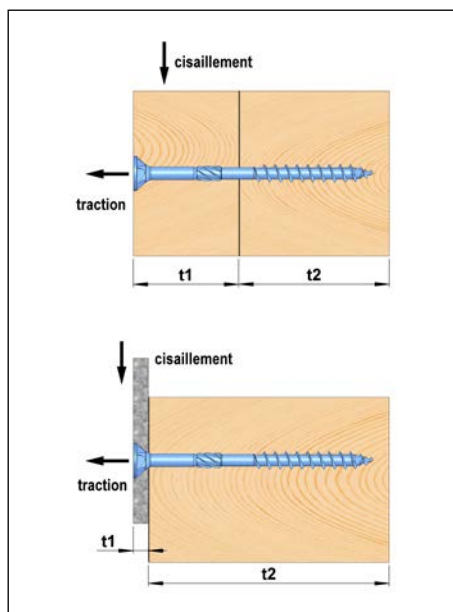 cisaillement
traction
t1 t2
cisaillement
traction
t1
t2